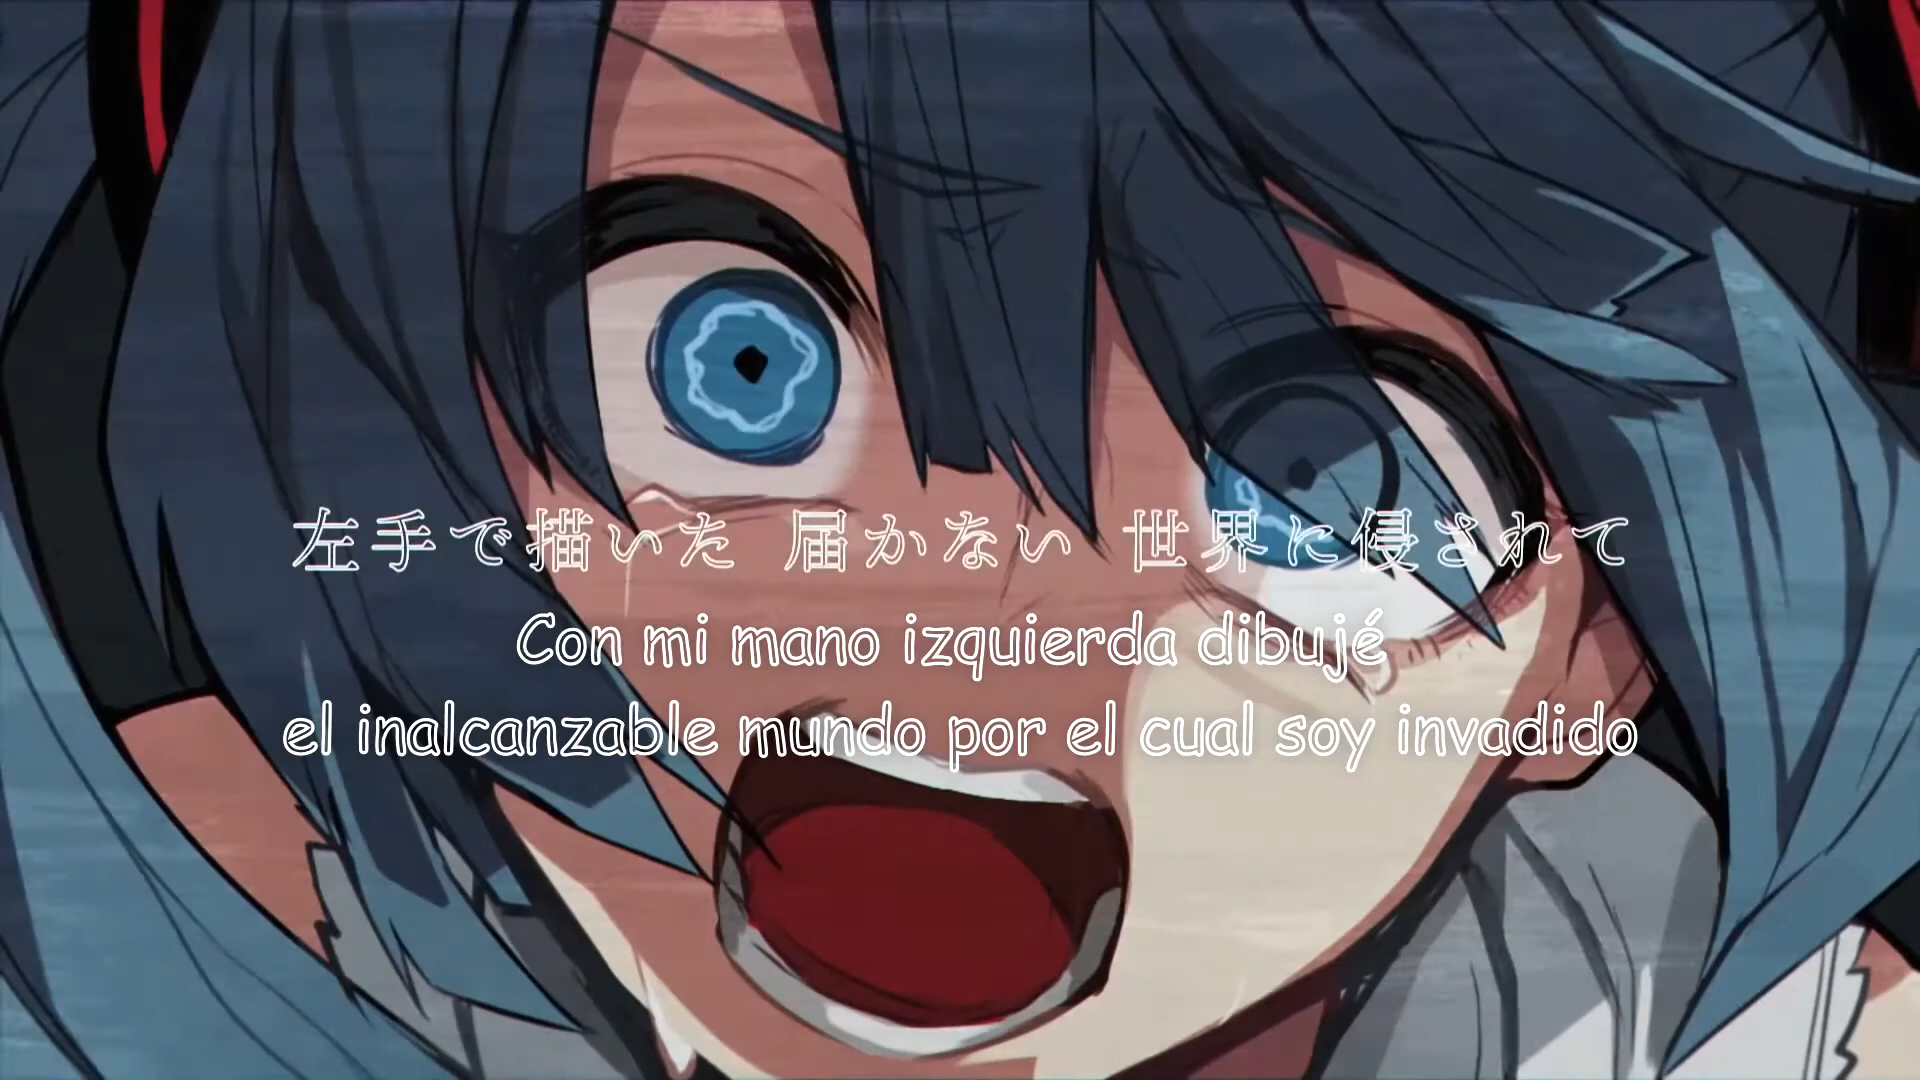 左手で描いた 届かない 世界に侵されて
Con mi mano izquierda dibujé
el inalcanzable mundo por el cual soy invadido